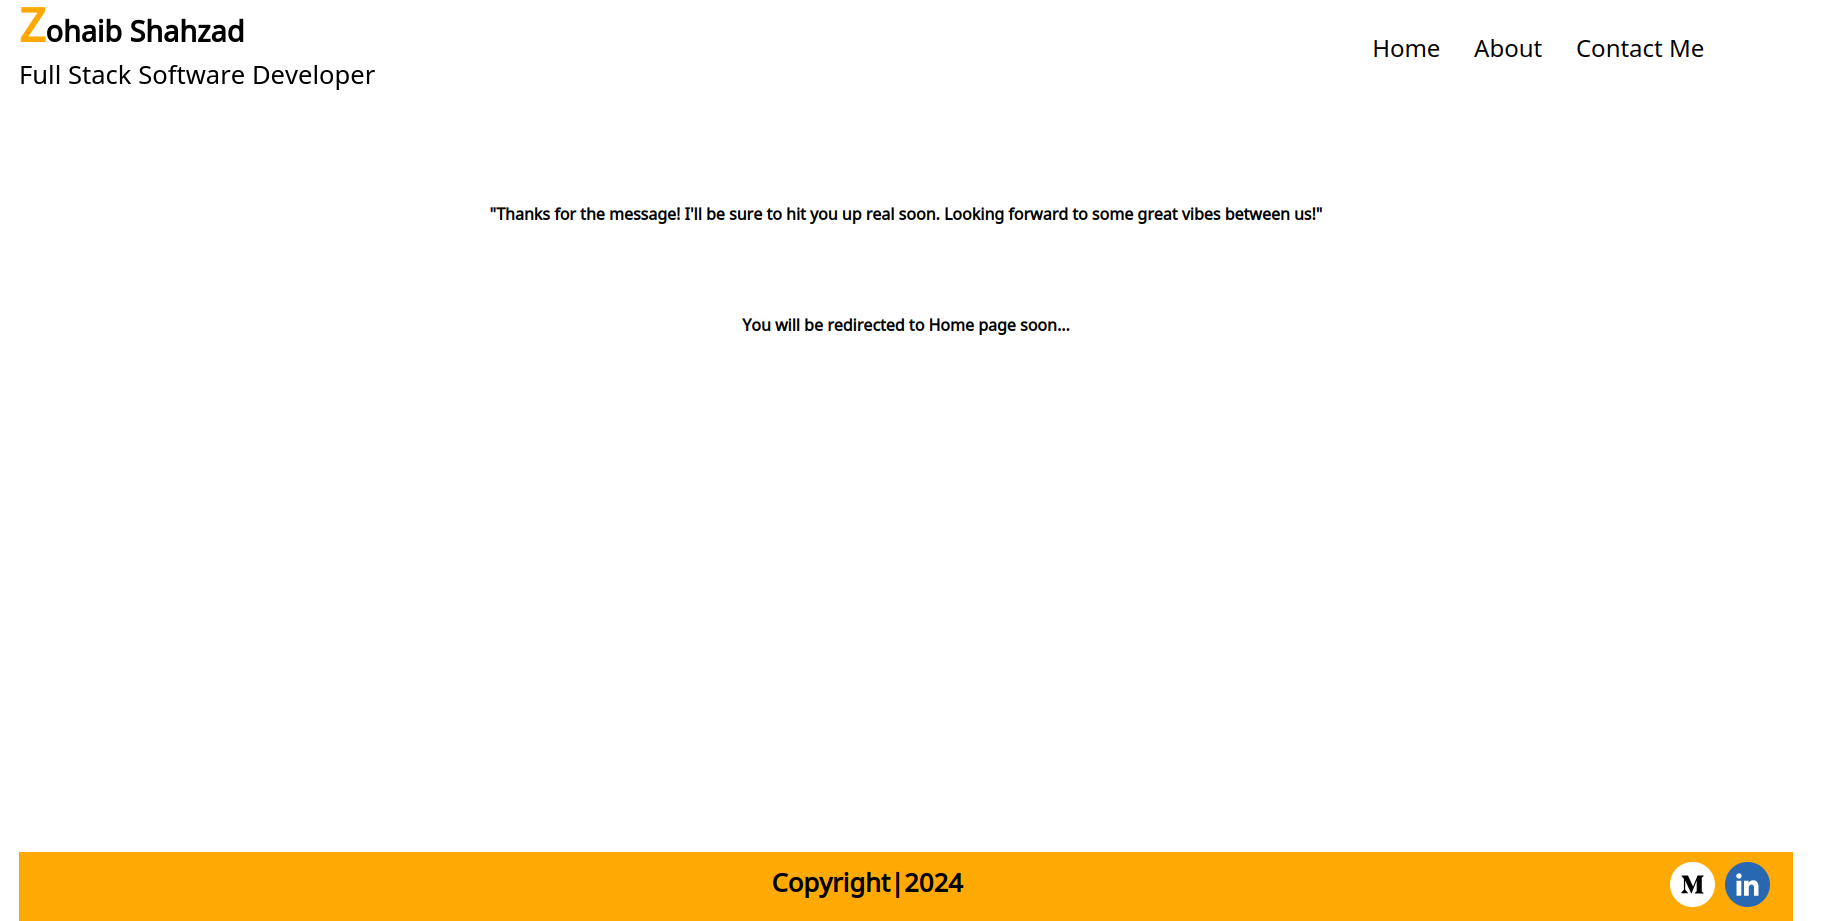 Zohaib Shahzad
Full Stack Software Developer
Home About Contact Me
"Thanks for the message! I'll be sure to hit you up real soon. Looking forward to some great vibes between us!"
You will be redirected to Home page soon...
Copyright|2024
M in